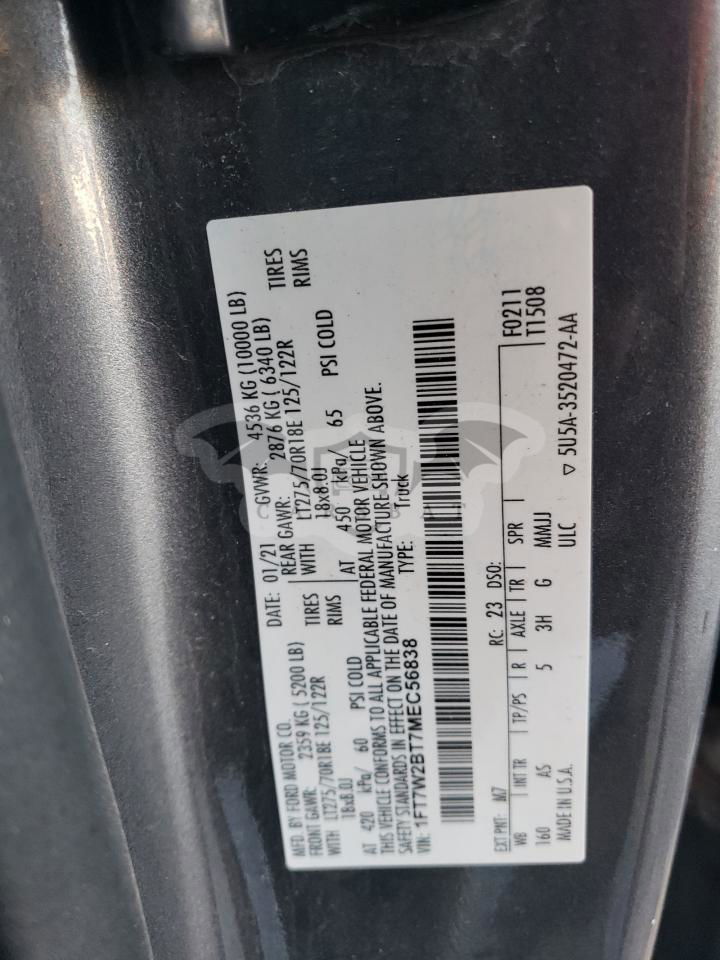 MFD. BY FORD MOTOR CO.
DATE: 01/21 GVWR: 4536 KG (10000 LB)
FRONT GAWR: 2359 KG ( 5200 LB) REAR GAWR: 2876 KG ( 6340 LB)
WITH LT275/70R18E 125/122R TIRES WITH LT275/70R18E 125/122R TIRES
18x8.0J RIMS 18x8.0J RIMS
AT 420 kPa/ 60 PSI COLD AT 450 kPa/ 65 PSI COLD
THIS VEHICLE CONFORMS TO ALL APPLICABLE FEDERAL MOTOR VEHICLE
SAFETY STANDARDS IN EFFECT ON THE DATE OF MANUFACTURE SHOWN ABOVE.
VIN: 1FT7W2BT7MEC56838 TYPE: Truck
EXT PNT: M7 RC: 23 DSO: F0211
WB INT TR TP/PS R AXLE TR SPR T1508
160 AS 5 3H G MMJJ
MADE IN U.S.A. ULC ▽ 5U5A-3520472-AA